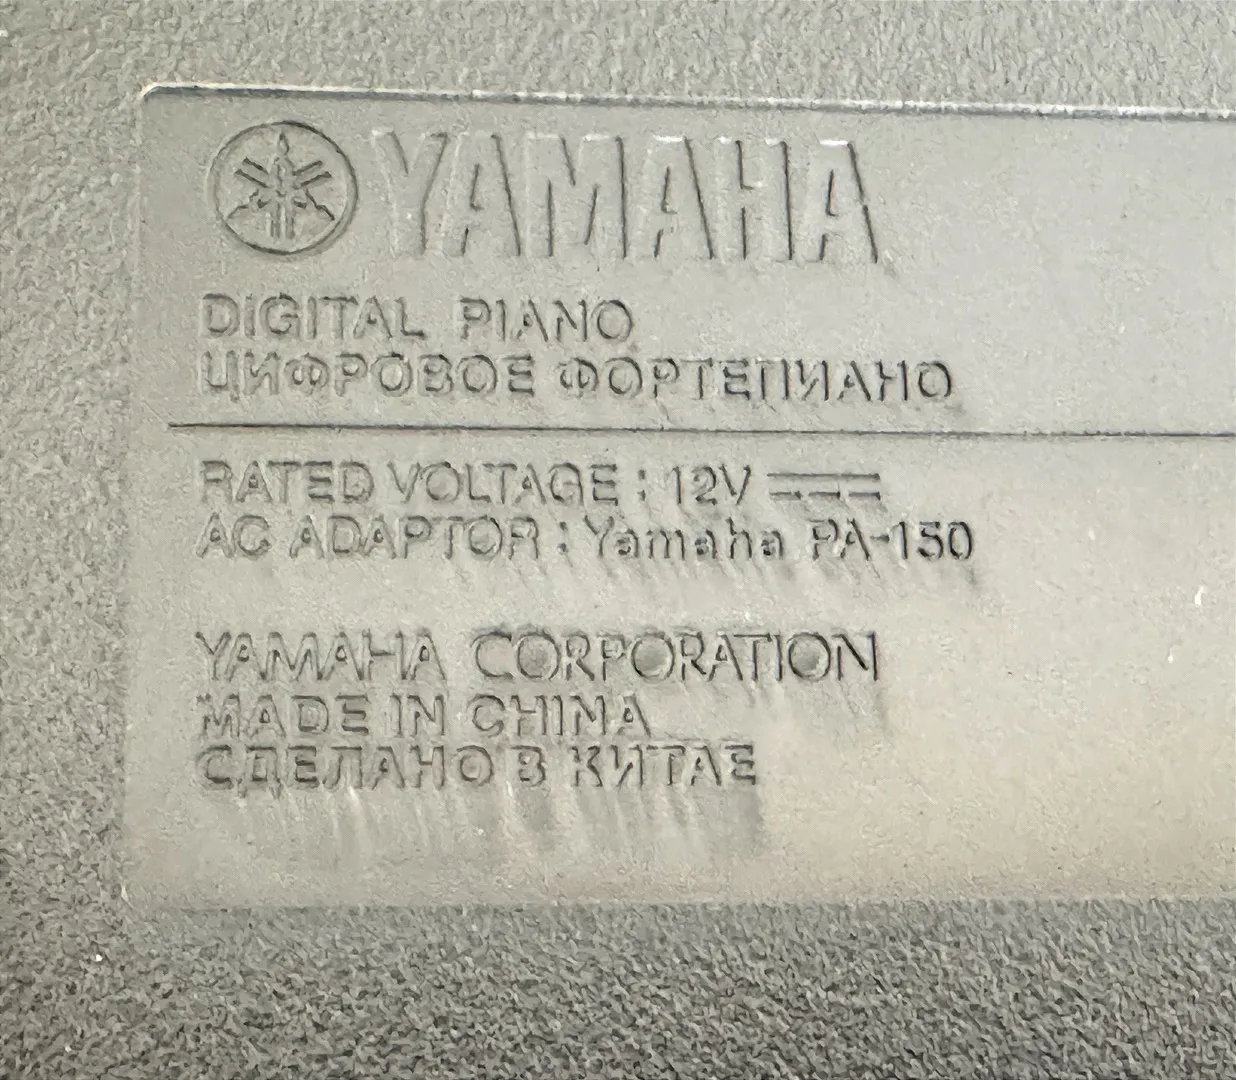 YAMAHA
DIGITAL PIANO
ЦИФРОВОЕ ФОРТЕПИАНО
RATED VOLTAGE : 12V ⎓
AC ADAPTOR : Yamaha PA-150
YAMAHA CORPORATION
MADE IN CHINA
СДЕЛАНО В КИТАЕ